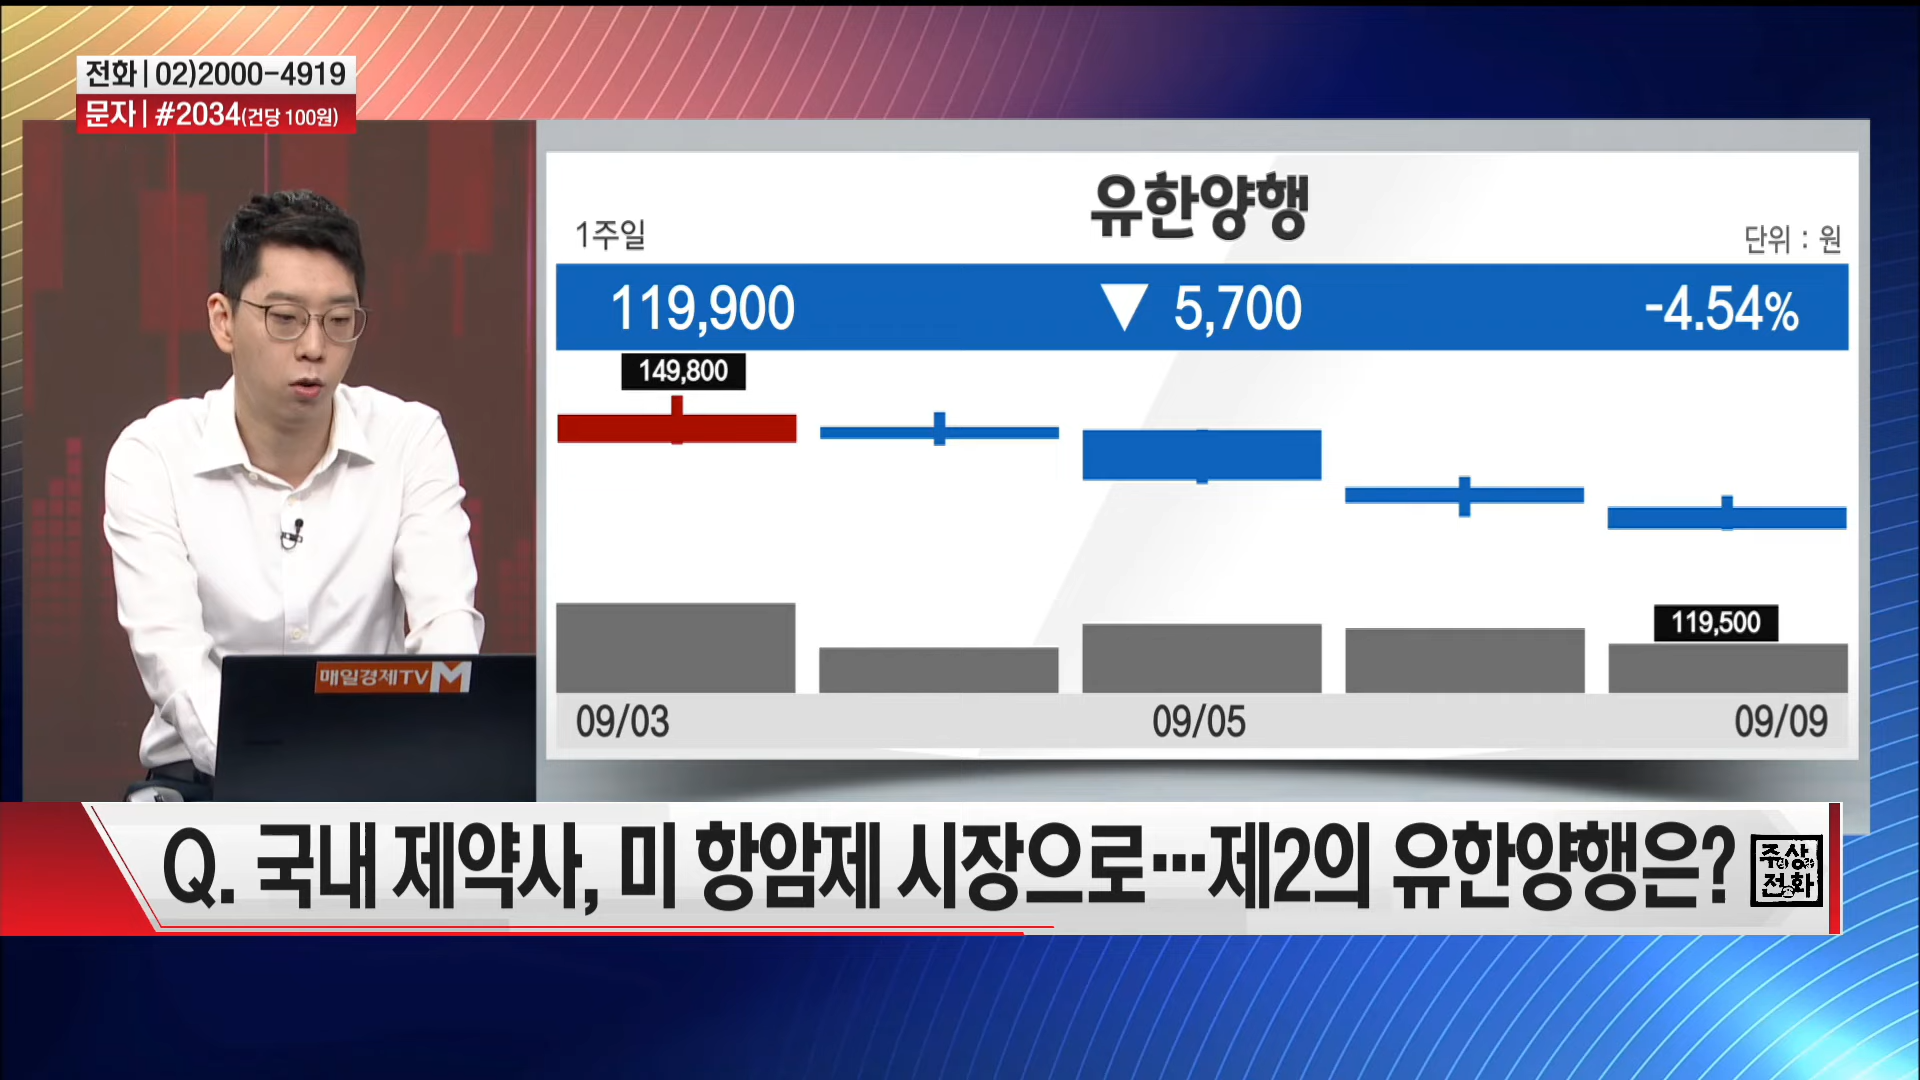 전화 | 02)2000-4919
문자 | #2034(건당 100원)
유한양행
1주일
단위 : 원
119,900 ▼ 5,700 -4.54%
149,800
119,500
09/03 09/05 09/09
매일경제TV M
Q. 국내 제약사, 미 항암제 시장으로…제2의 유한양행은?
주상
전화